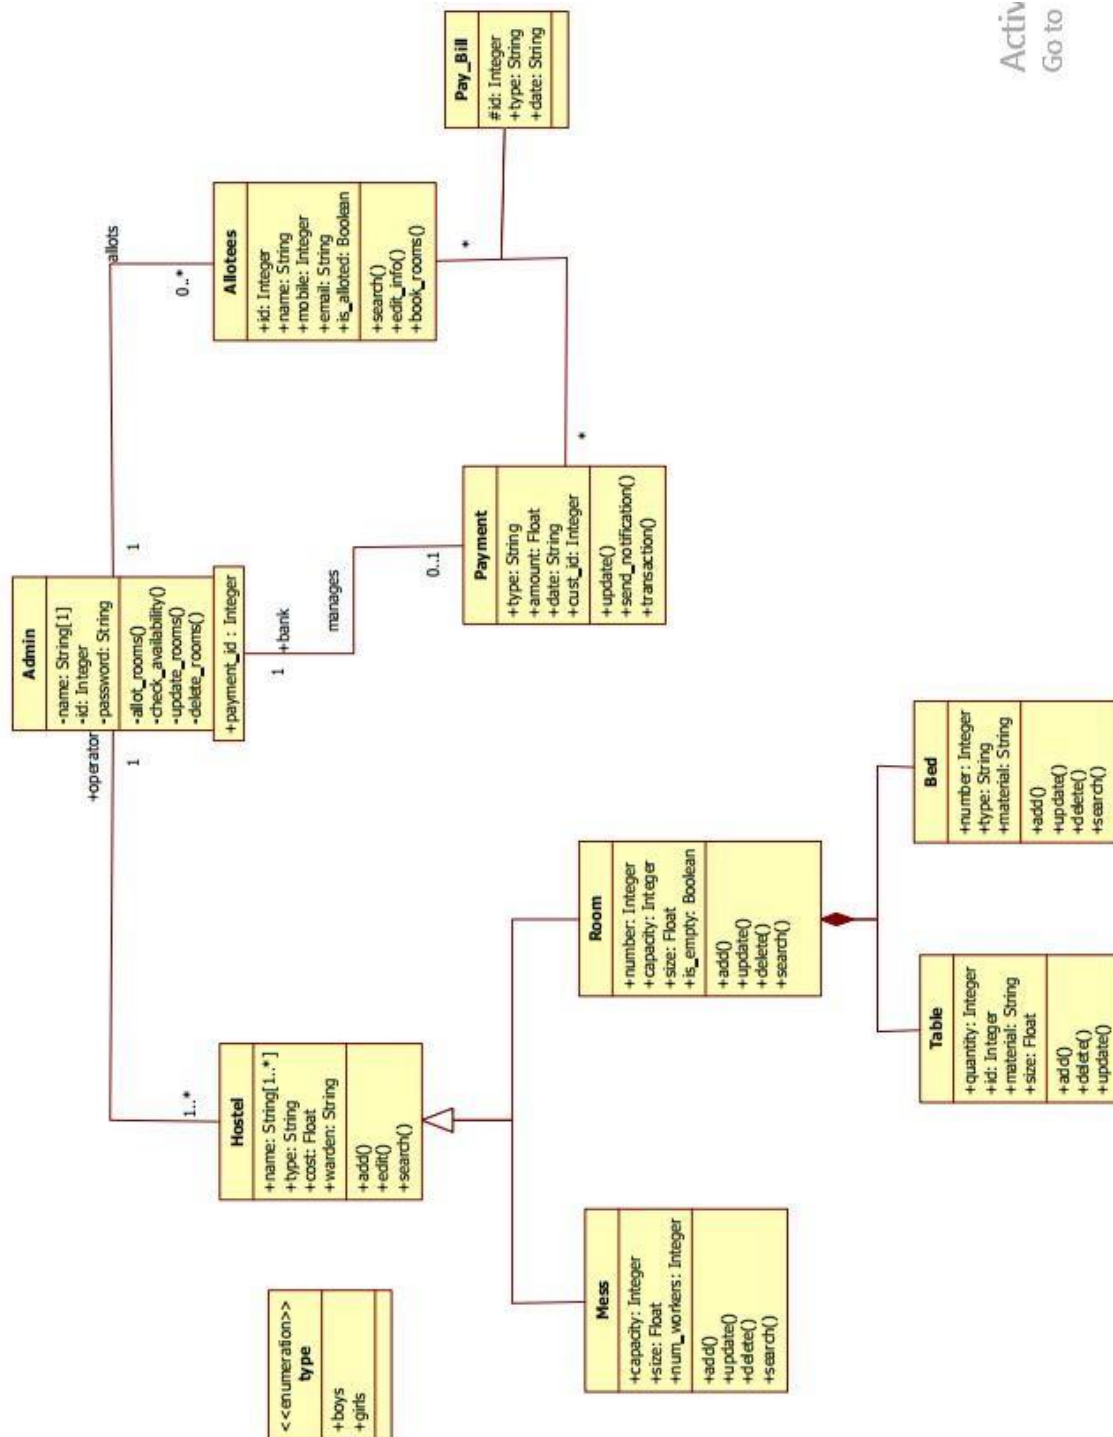 <<enumeration>>
type
+boys
+girls
Hostel
+name: String[1..*]
+type: String
+cost: Float
+warden: String
+add()
+edit()
+search()
1..*
+operator
1
Admin
-name: String[1]
-id: Integer
-password: String
-allot_rooms()
-check_availability()
-update_rooms()
-delete_rooms()
+payment_id : Integer
1
allots
0..*
1
+bank
manages
0..1
Allotees
+id: Integer
+name: String
+mobile: Integer
+email: String
+is_alloted: Boolean
+search()
+edit_info()
+book_rooms()
*
Pay_Bill
#id: Integer
+type: String
+date: String
*
Payment
+type: String
+amount: Float
+date: String
+cust_id: Integer
+update()
+send_notification()
+transaction()
Mess
+capacity: Integer
+size: Float
+num_workers: Integer
+add()
+update()
+delete()
+search()
Room
+number: Integer
+capacity: Integer
+size: Float
+is_empty: Boolean
+add()
+update()
+delete()
+search()
Table
+quantity: Integer
+id: Integer
+material: String
+size: Float
+add()
+delete()
+update()
Bed
+number: Integer
+type: String
+material: String
+add()
+update()
+delete()
+search()
Activ
Go to